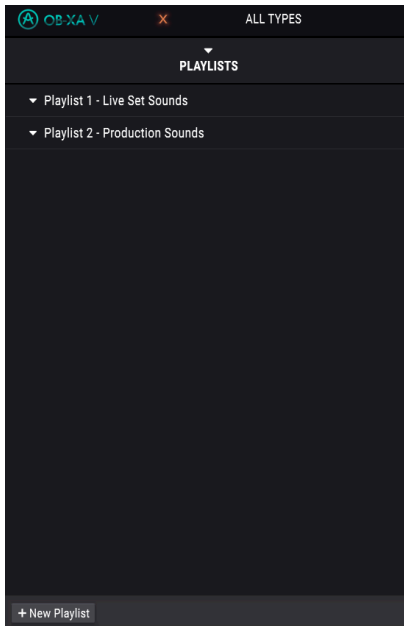 OB-XA V X ALL TYPES
PLAYLISTS
Playlist 1 - Live Set Sounds
Playlist 2 - Production Sounds
+ New Playlist